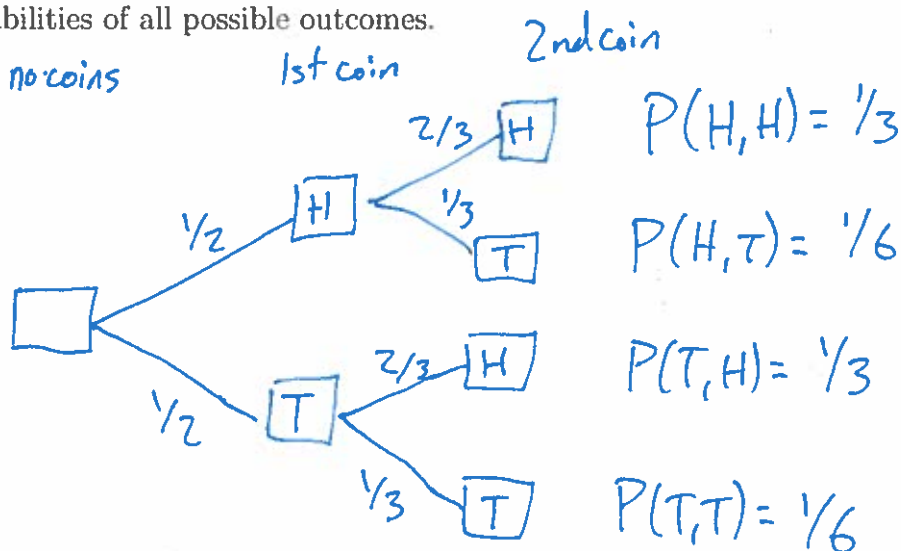 bilities of all possible outcomes.
no coins 1st coin 2nd coin
2/3 H P(H,H) = 1/3
1/2 H 1/3
T P(H,T) = 1/6
2/3 H P(T,H) = 1/3
1/2 T
1/3 T P(T,T) = 1/6